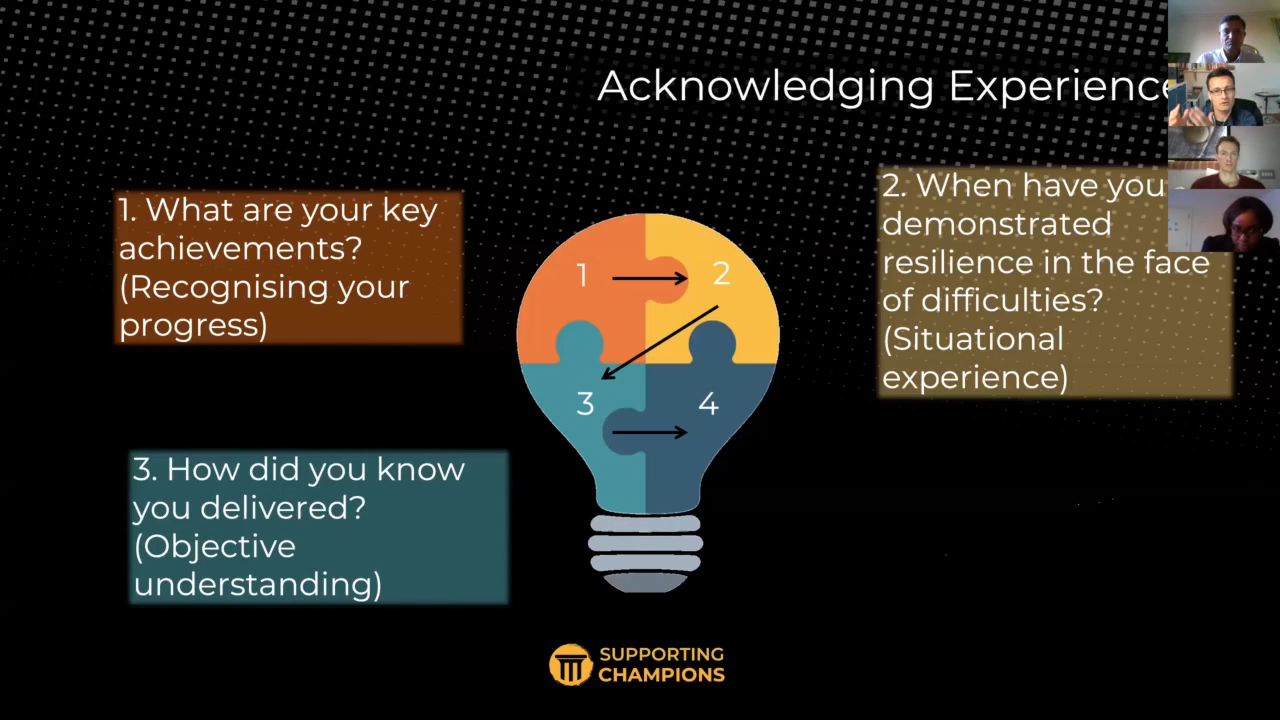 Acknowledging Experience
1. What are your key
achievements?
(Recognising your
progress)
2. When have you
demonstrated
resilience in the face
of difficulties?
(Situational
experience)
1
2
3
4
3. How did you know
you delivered?
(Objective
understanding)
SUPPORTING
CHAMPIONS